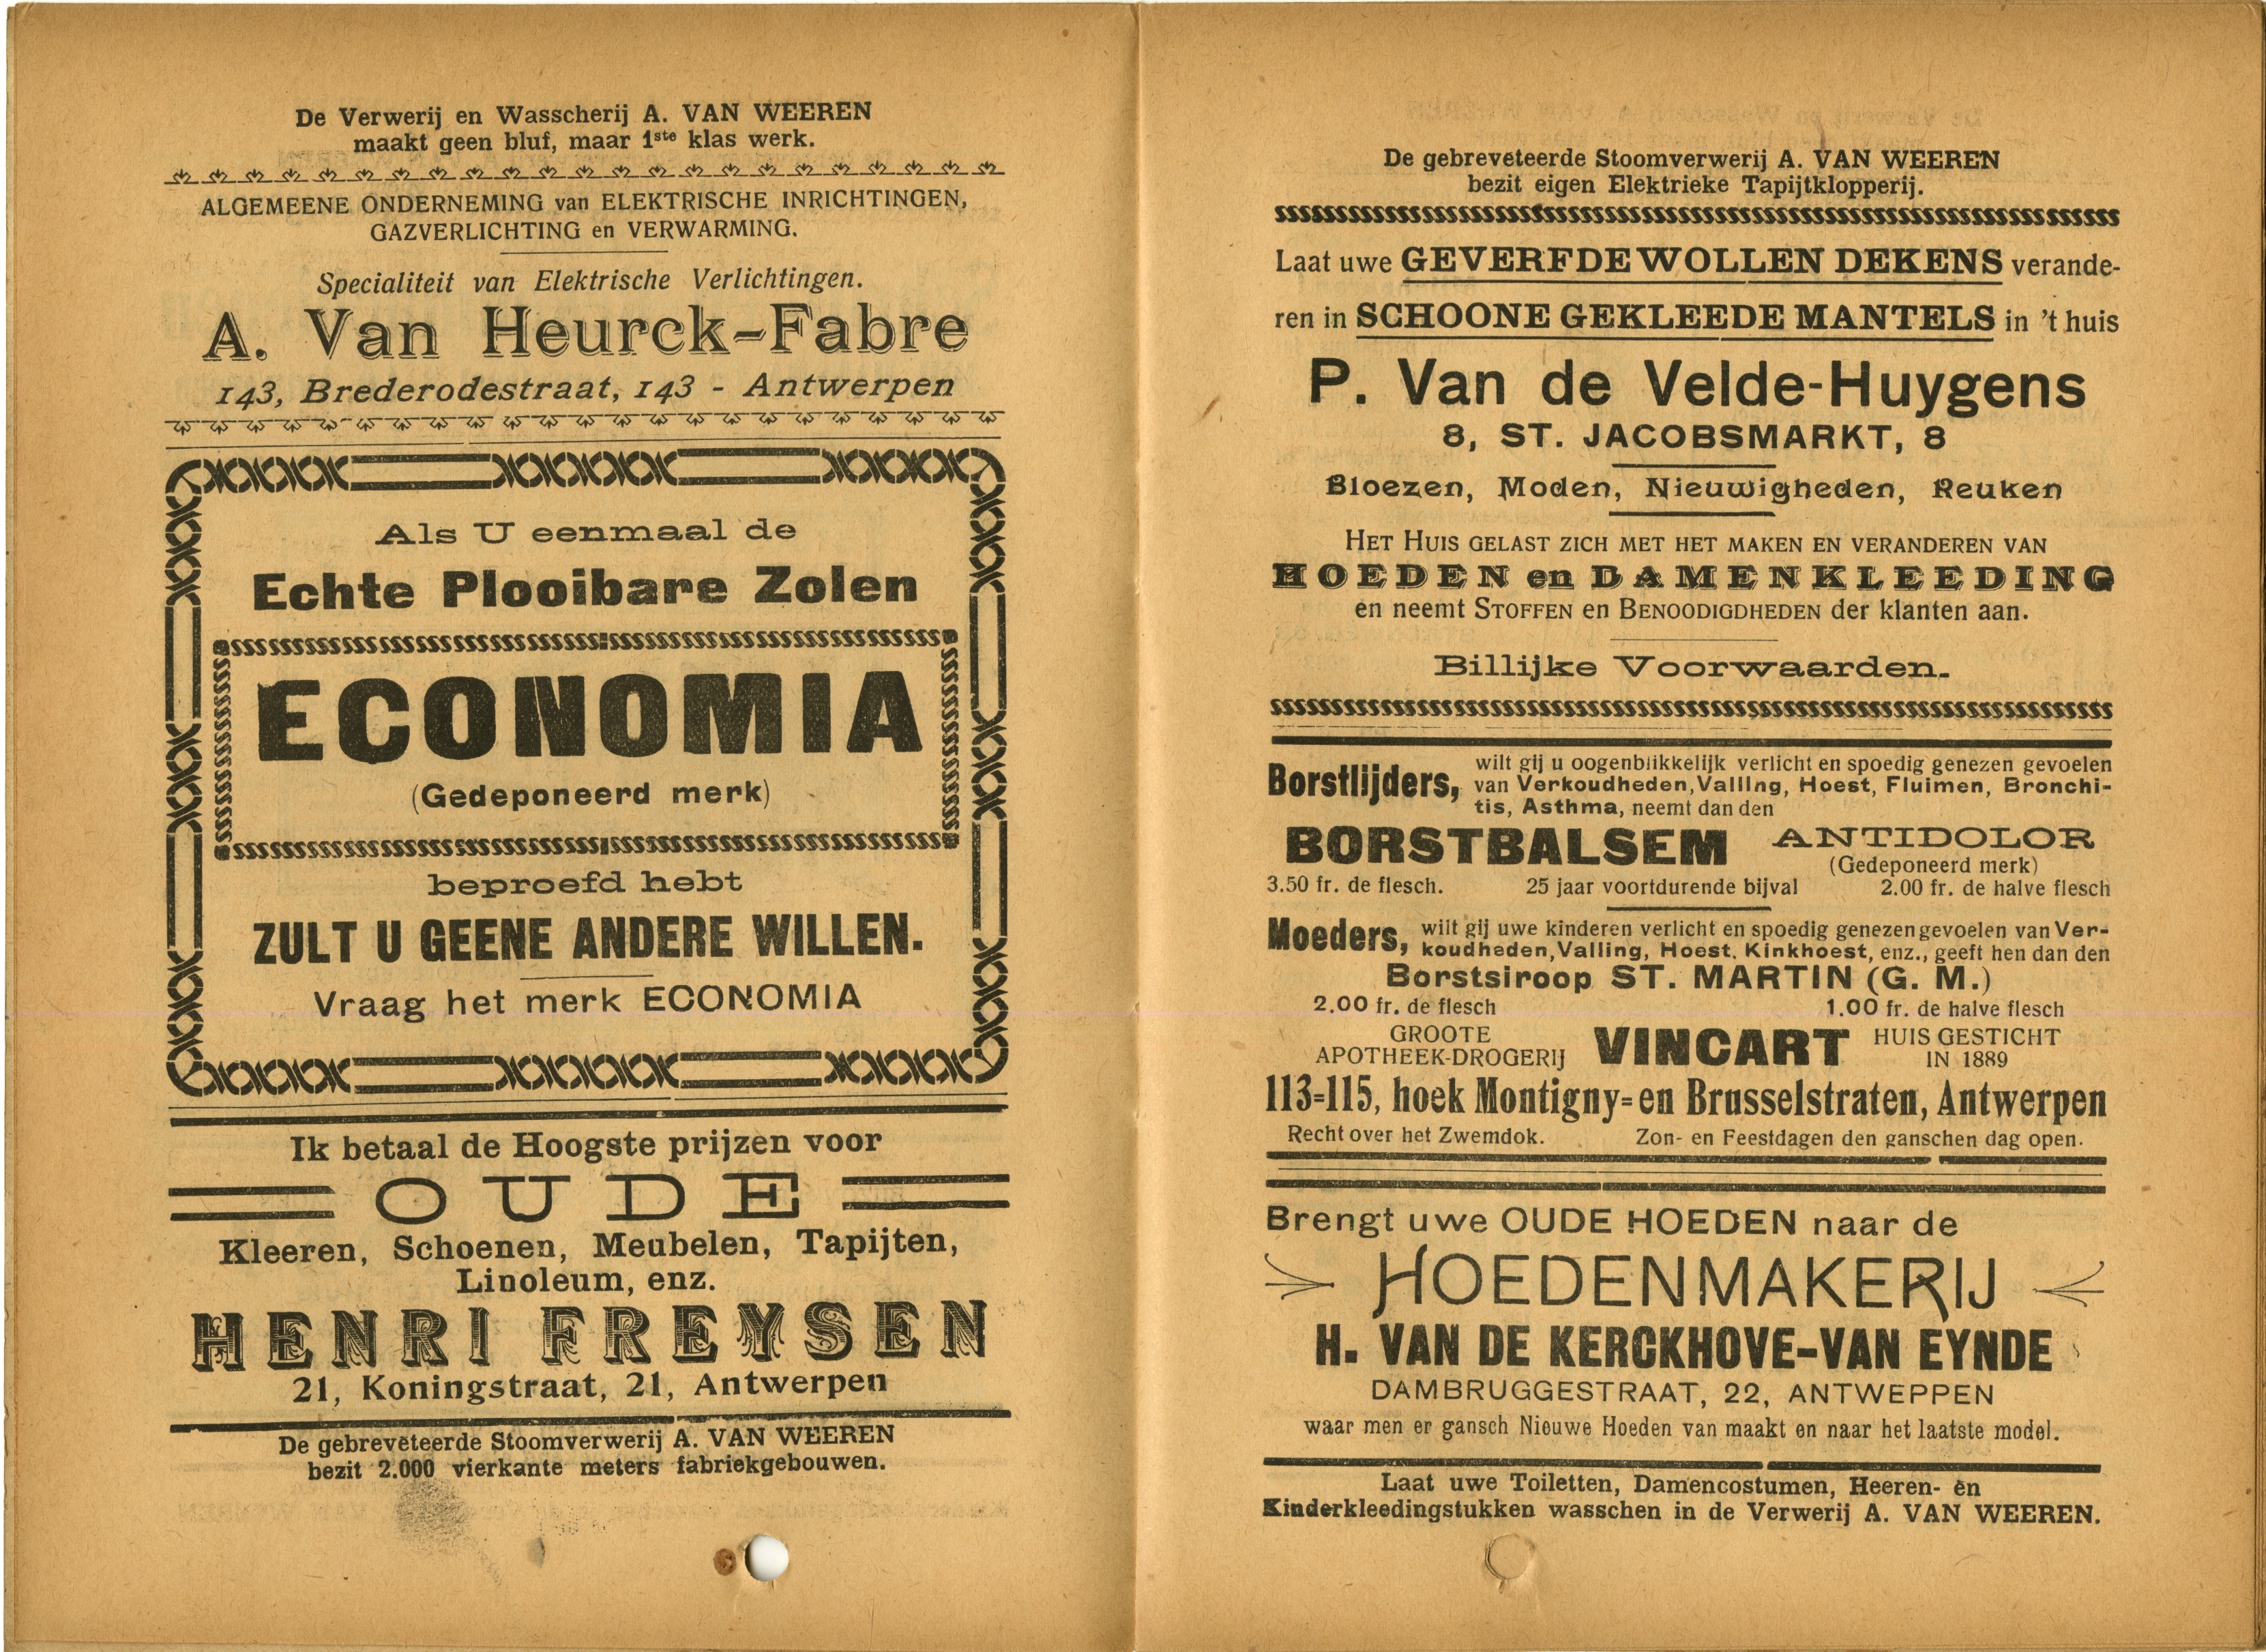 De Verwerij en Wasscherij A. VAN WEEREN
maakt geen bluf, maar 1ste klas werk.
ALGEMEENE ONDERNEMING van ELEKTRISCHE INRICHTINGEN,
GAZVERLICHTING en VERWARMING.
Specialiteit van Elektrische Verlichtingen.
A. Van Heurck-Fabre
143, Brederodestraat, 143 - Antwerpen
Als U eenmaal de
Echte Plooibare Zolen
ECONOMIA
(Gedeponeerd merk)
beproefd hebt
ZULT U GEENE ANDERE WILLEN.
Vraag het merk ECONOMIA
Ik betaal de Hoogste prijzen voor
OUDE
Kleeren, Schoenen, Meubelen, Tapijten,
Linoleum, enz.
HENRI FREYSEN
21, Koningstraat, 21, Antwerpen
De gebreveteerde Stoomverwerij A. VAN WEEREN
bezit 2.000 vierkante meters fabriekgebouwen.
De gebreveteerde Stoomverwerij A. VAN WEEREN
bezit eigen Elektrieke Tapijtklopperij.
Laat uwe GEVERFDE WOLLEN DEKENS verande-
ren in SCHOONE GEKLEEDE MANTELS in 't huis
P. Van de Velde-Huygens
8, ST. JACOBSMARKT, 8
Bloezen, Moden, Nieuwigheden, Reuken
HET HUIS GELAST ZICH MET HET MAKEN EN VERANDEREN VAN
HOEDEN en DAMENKLEEDING
en neemt STOFFEN en BENOODIGDHEDEN der klanten aan.
Billijke Voorwaarden.
Borstlijders, wilt gij u oogenblikkelijk verlicht en spoedig genezen gevoelen
van Verkoudheden, Valling, Hoest, Fluimen, Bronchi-
tis, Asthma, neemt dan den
BORSTBALSEM ANTIDOLOR
(Gedeponeerd merk)
3.50 fr. de flesch. 25 jaar voortdurende bijval 2.00 fr. de halve flesch
Moeders, wilt gij uwe kinderen verlicht en spoedig genezen gevoelen van Ver-
koudheden, Valling, Hoest, Kinkhoest, enz., geeft hen dan den
Borstsiroop ST. MARTIN (G. M.)
2.00 fr. de flesch 1.00 fr. de halve flesch
GROOTE APOTHEEK-DROGERIJ VINCART HUIS GESTICHT IN 1889
113=115, hoek Montigny= en Brusselstraten, Antwerpen
Recht over het Zwemdok. Zon- en Feestdagen den ganschen dag open.
Brengt uwe OUDE HOEDEN naar de
HOEDENMAKERIJ
H. VAN DE KERCKHOVE-VAN EYNDE
DAMBRUGGESTRAAT, 22, ANTWEPPEN
waar men er gansch Nieuwe Hoeden van maakt en naar het laatste model.
Laat uwe Toiletten, Damencostumen, Heeren- en
Kinderkleedingstukken wasschen in de Verwerij A. VAN WEEREN.